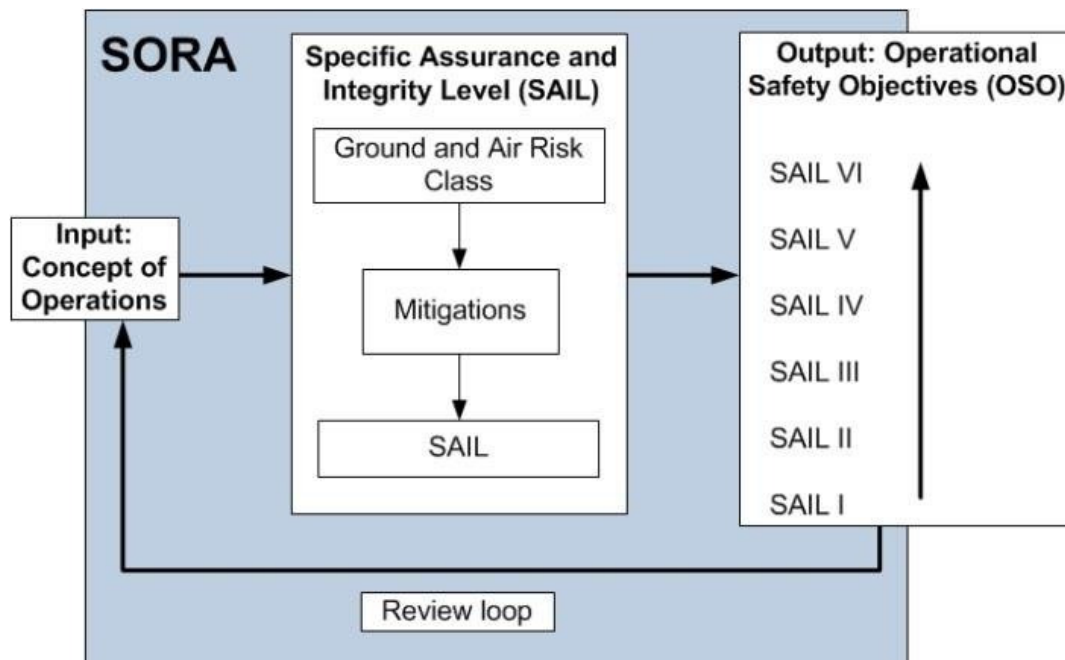 SORA
Specific Assurance and
Integrity Level (SAIL)
Ground and Air Risk
Class
Mitigations
SAIL
Input:
Concept of
Operations
Output: Operational
Safety Objectives (OSO)
SAIL VI
SAIL V
SAIL IV
SAIL III
SAIL II
SAIL I
Review loop